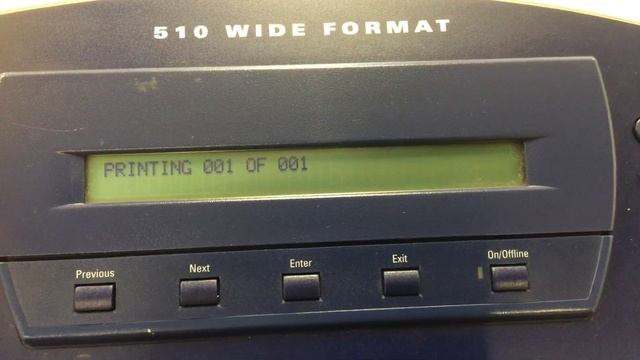 510 WIDE FORMAT
PRINTING 001 OF 001
Previous Next Enter Exit On/Offline